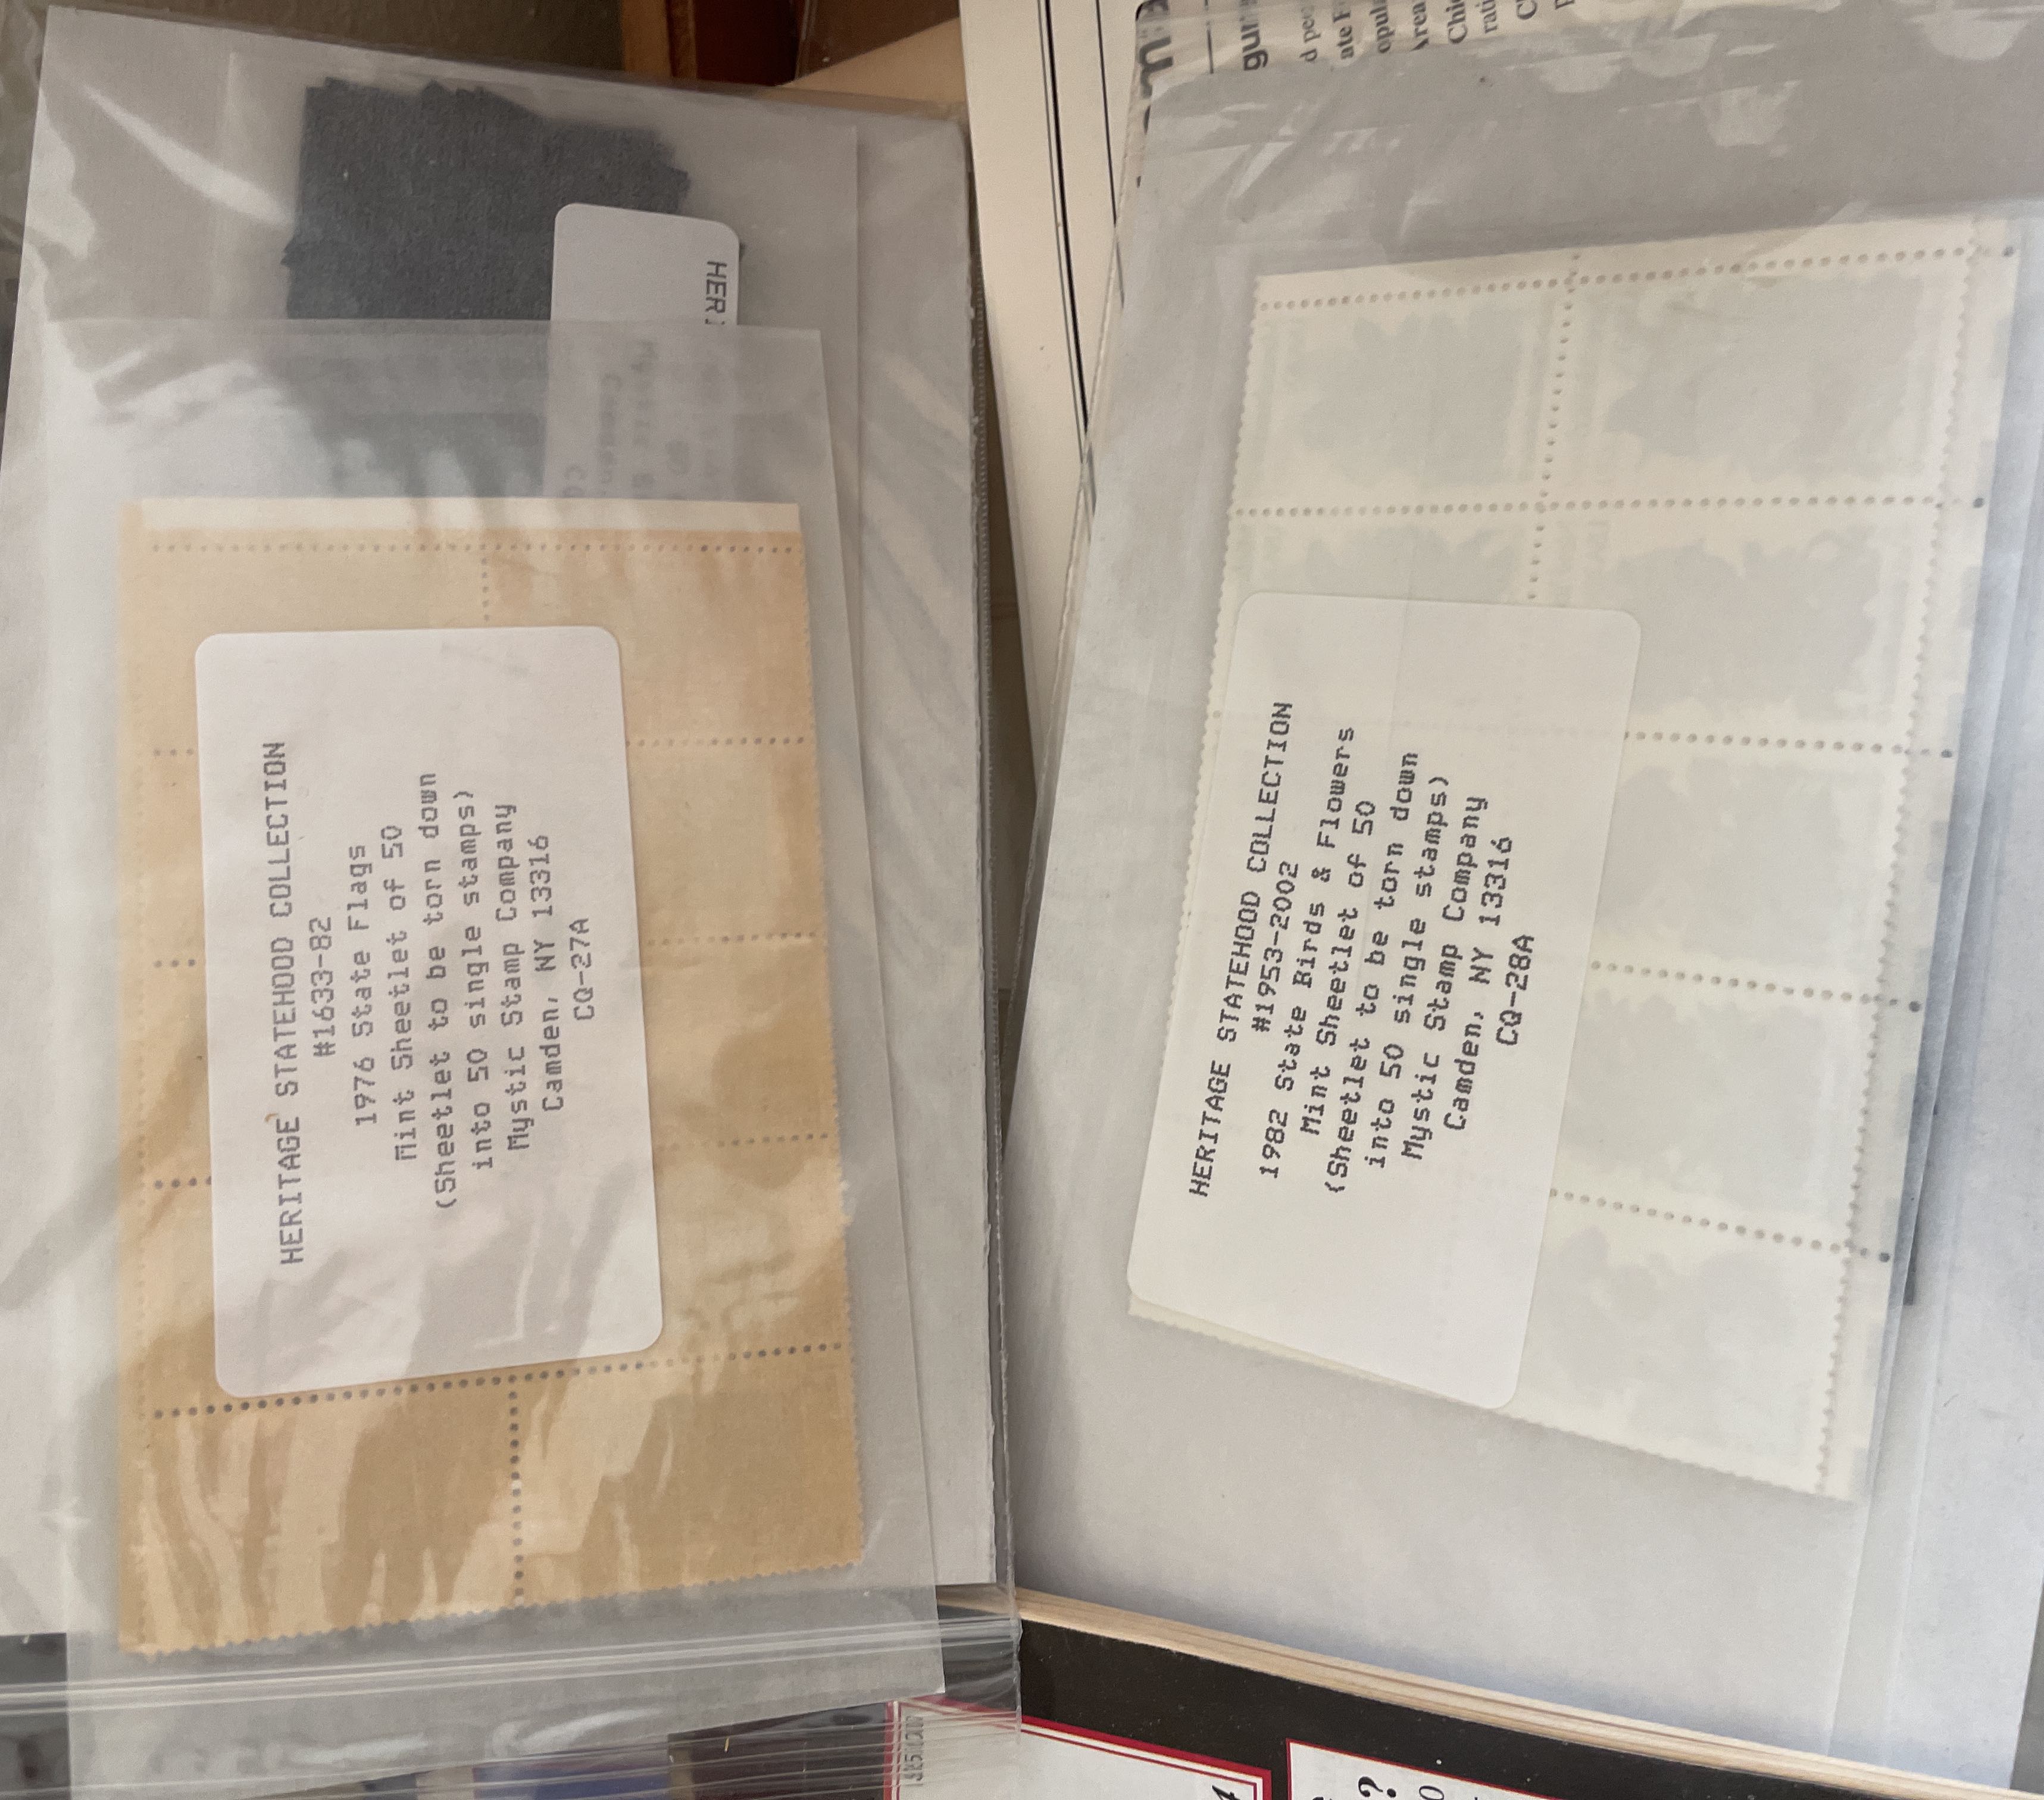 HERITAGE STATEHOOD COLLECTION
#1633-82
1976 State Flags
Mint Sheetlet of 50
(Sheetlet to be torn down
into 50 single stamps)
Mystic Stamp Company
Camden, NY 13316
CQ-27A
HERITAGE STATEHOOD COLLECTION
#1953-2002
1982 State Birds & Flowers
Mint Sheetlet of 50
(Sheetlet to be torn down
into 50 single stamps)
Mystic Stamp Company
Camden, NY 13316
CQ-28A
HERI
Camden,